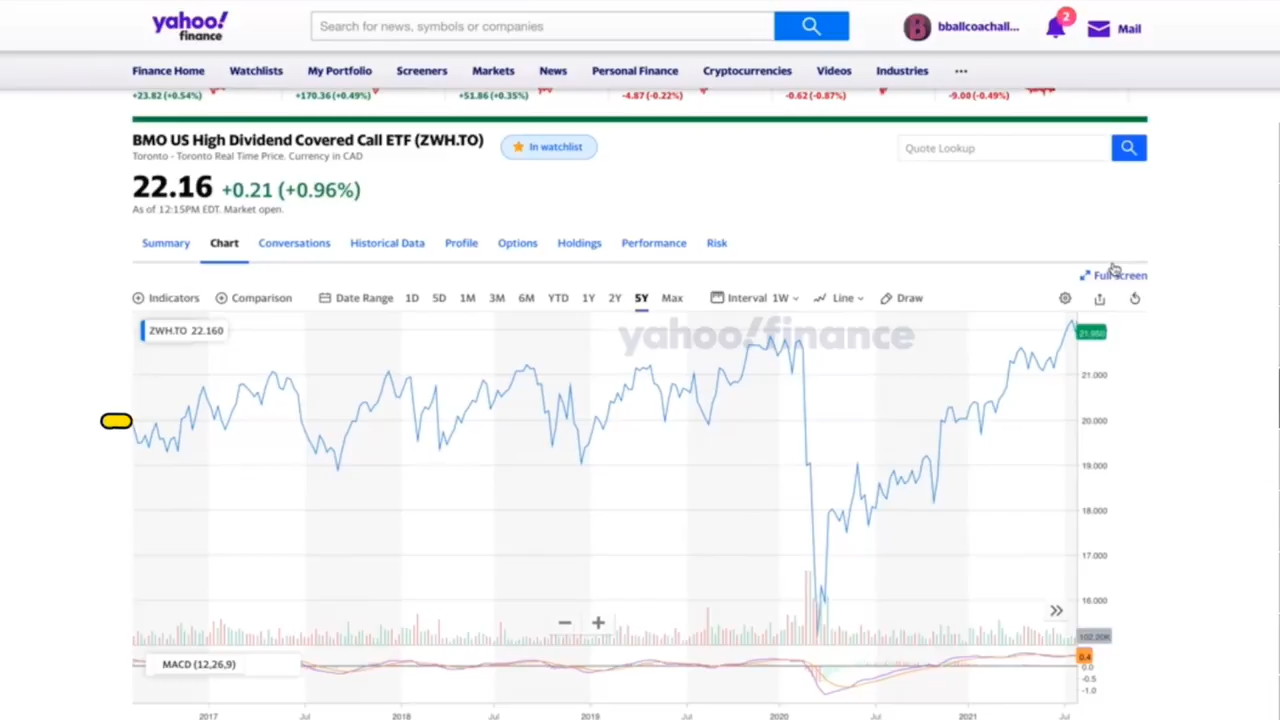 yahoo!
finance
Search for news, symbols or companies
B
bballcoachall...
2
Mail
Finance Home Watchlists My Portfolio Screeners Markets News Personal Finance Cryptocurrencies Videos Industries ...
+23.82 (+0.54%) +170.36 (+0.49%) +51.86 (+0.35%) -4.87 (-0.22%) -0.62 (-0.87%) -9.00 (-0.49%)
BMO US High Dividend Covered Call ETF (ZWH.TO)
In watchlist
Toronto - Toronto Real Time Price. Currency in CAD
Quote Lookup
22.16 +0.21 (+0.96%)
As of 12:15PM EDT. Market open.
Summary Chart Conversations Historical Data Profile Options Holdings Performance Risk
Full screen
Indicators Comparison Date Range 1D 5D 1M 3M 6M YTD 1Y 2Y 5Y Max Interval 1W Line Draw
ZWH.TO 22.160
yahoo!finance
21.950
21.000
20.000
19.000
18.000
17.000
16.000
102.20K
MACD (12,26,9)
0.4
0.0
-0.5
-1.0
2017 Jul 2018 Jul 2019 Jul 2020 Jul 2021 Jul